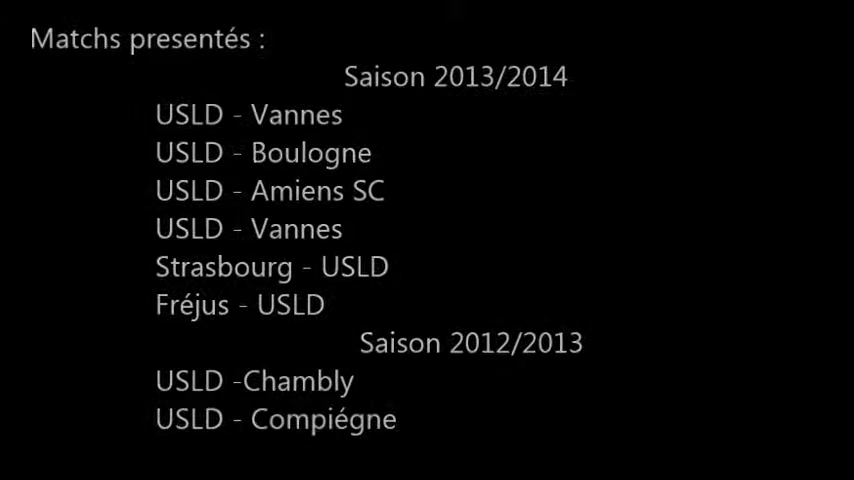 Matchs presentés :
Saison 2013/2014
USLD - Vannes
USLD - Boulogne
USLD - Amiens SC
USLD - Vannes
Strasbourg - USLD
Fréjus - USLD
Saison 2012/2013
USLD -Chambly
USLD - Compiégne